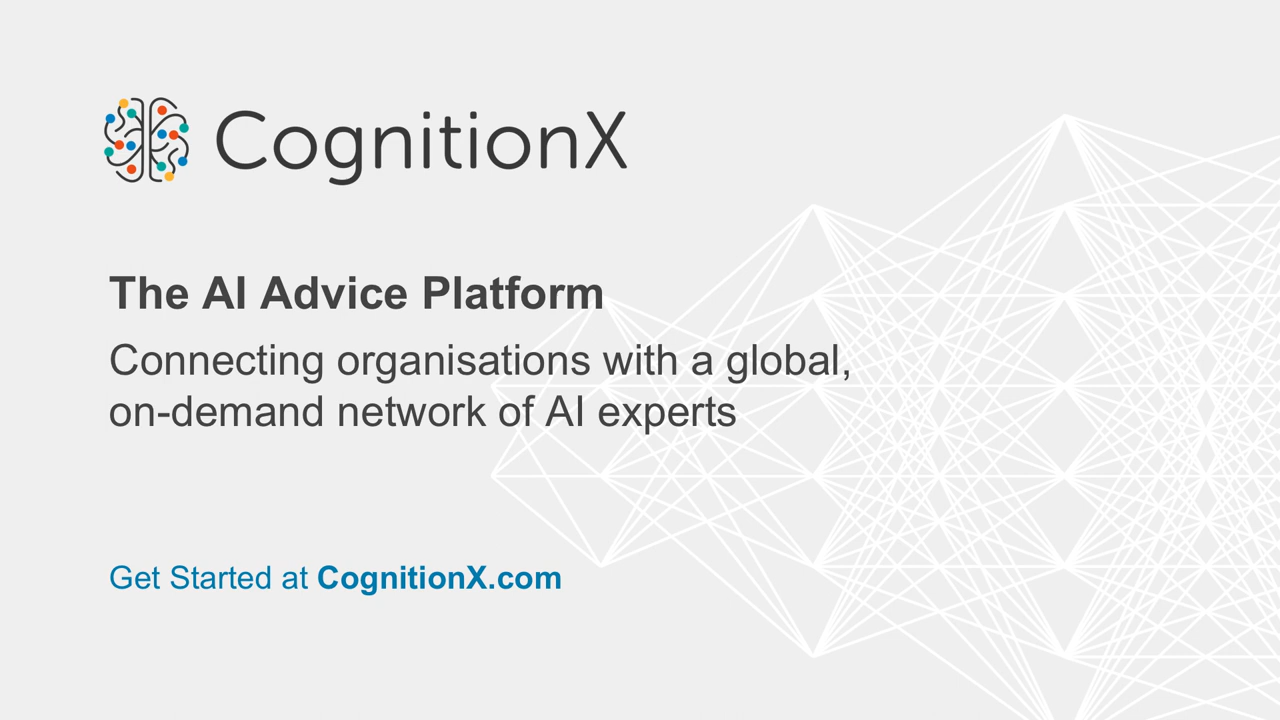 CognitionX
The AI Advice Platform
Connecting organisations with a global,
on-demand network of AI experts
Get Started at CognitionX.com